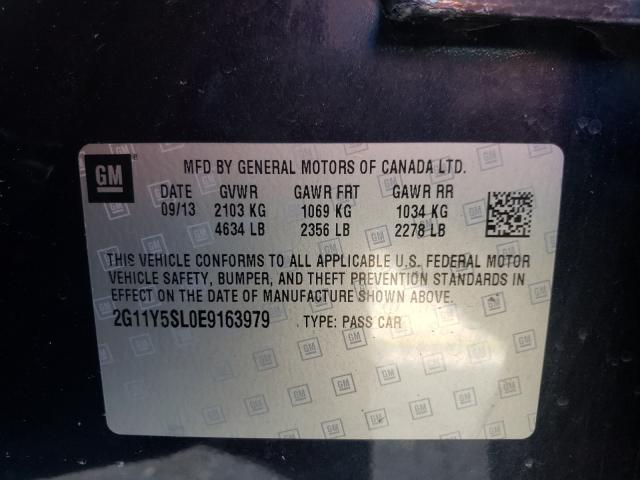 GM
MFD BY GENERAL MOTORS OF CANADA LTD.
DATE GVWR GAWR FRT GAWR RR
09/13 2103 KG 1069 KG 1034 KG
4634 LB 2356 LB 2278 LB
THIS VEHICLE CONFORMS TO ALL APPLICABLE U.S. FEDERAL MOTOR
VEHICLE SAFETY, BUMPER, AND THEFT PREVENTION STANDARDS IN
EFFECT ON THE DATE OF MANUFACTURE SHOWN ABOVE.
2G11Y5SL0E9163979 TYPE: PASS CAR